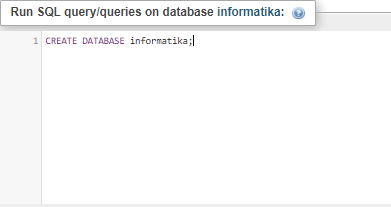 Run SQL query/queries on database informatika:
1 CREATE DATABASE informatika;